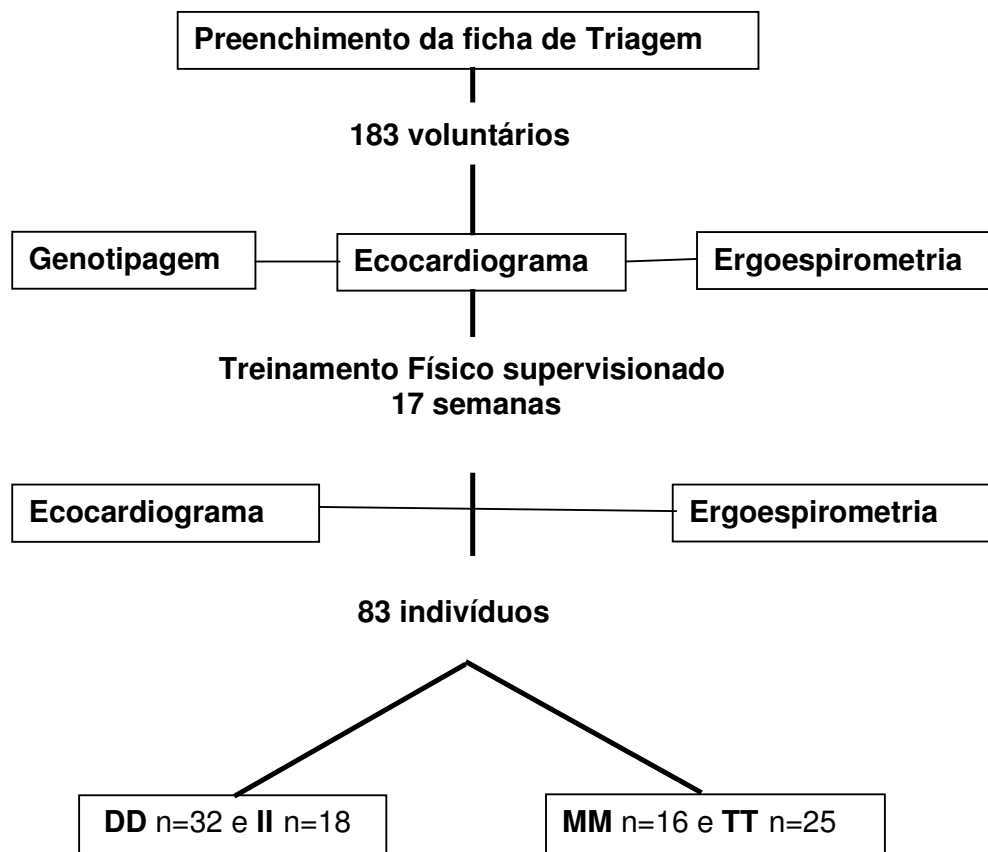 Preenchimento da ficha de Triagem
183 voluntários
Genotipagem
Ecocardiograma
Ergoespirometria
Treinamento Físico supervisionado
17 semanas
Ecocardiograma
Ergoespirometria
83 indivíduos
DD n=32 e II n=18
MM n=16 e TT n=25